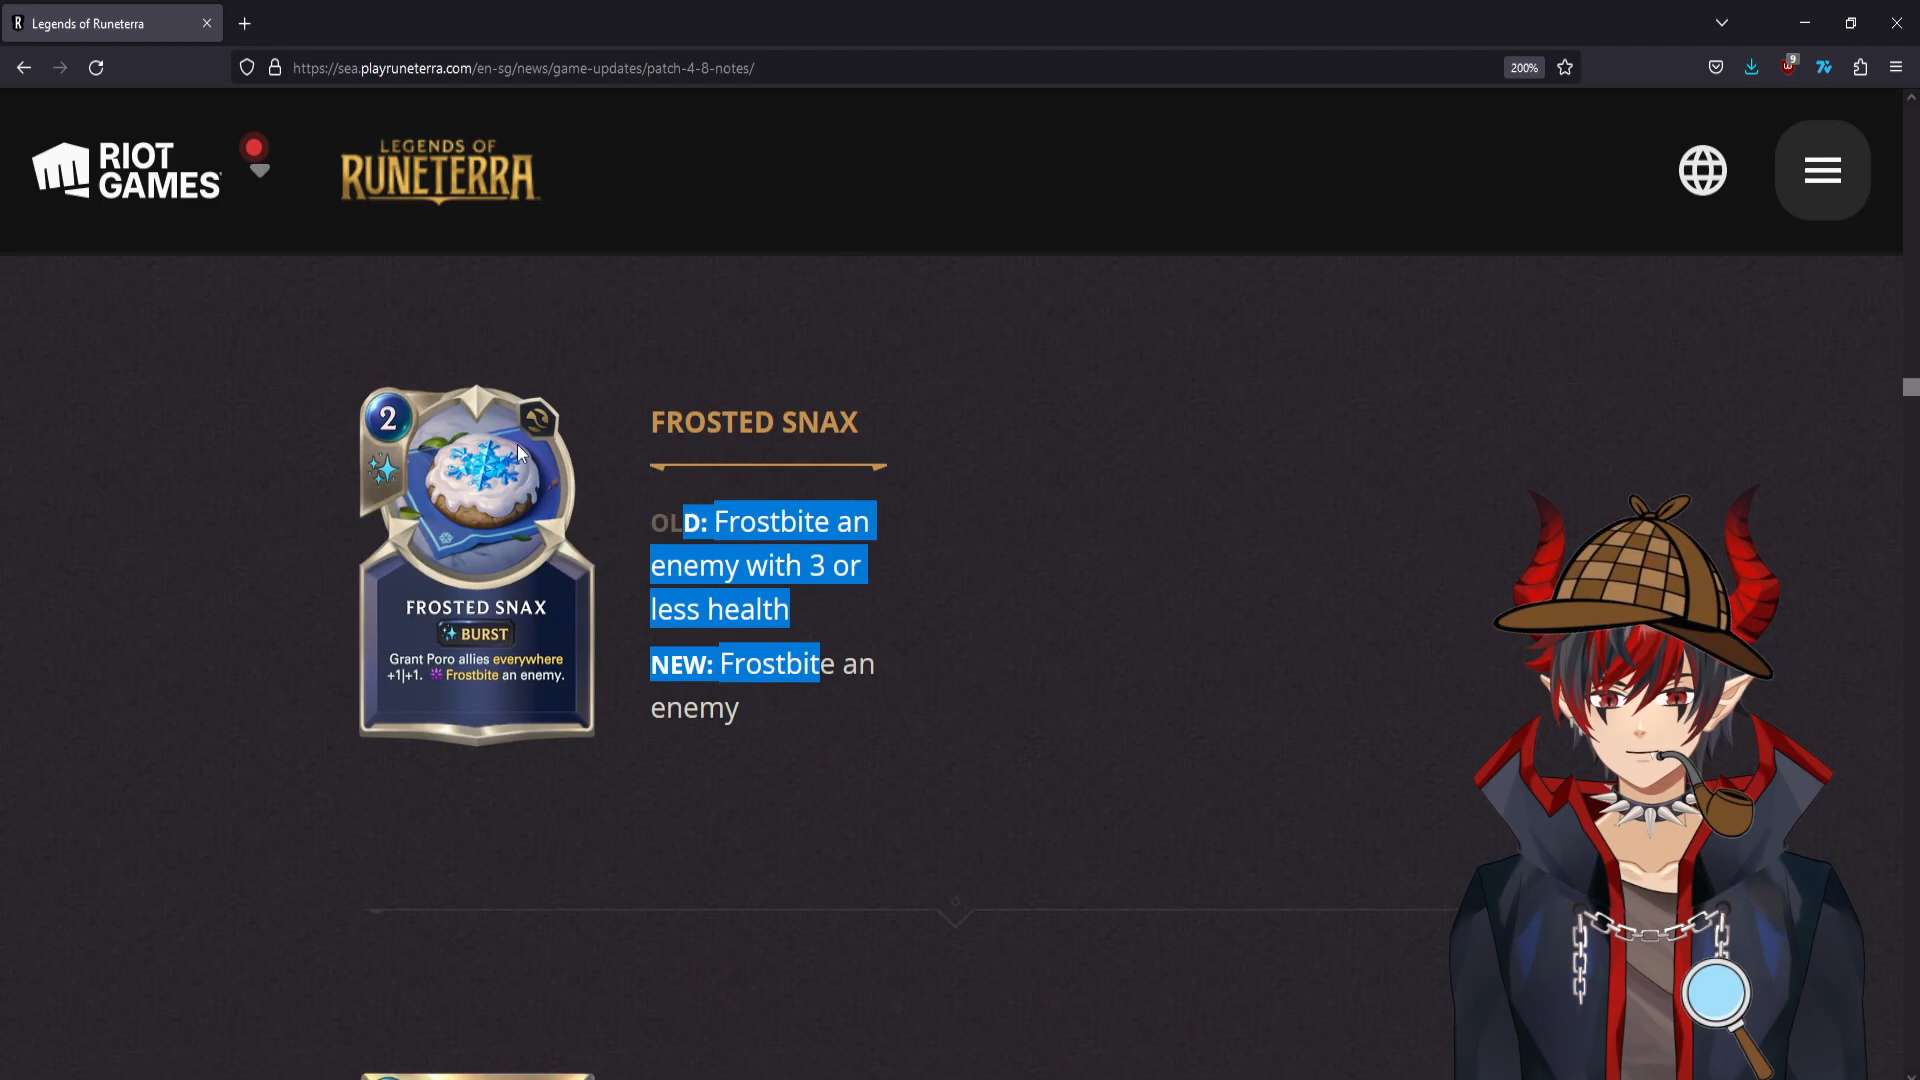 Legends of Runeterra
https://sea.playruneterra.com/en-sg/news/game-updates/patch-4-8-notes/
200%
9
RIOT
GAMES
LEGENDS OF
RUNETERRA
2
FROSTED SNAX
BURST
Grant Poro allies everywhere
+1|+1. Frostbite an enemy.
FROSTED SNAX
OLD: Frostbite an
enemy with 3 or
less health
NEW: Frostbite an
enemy